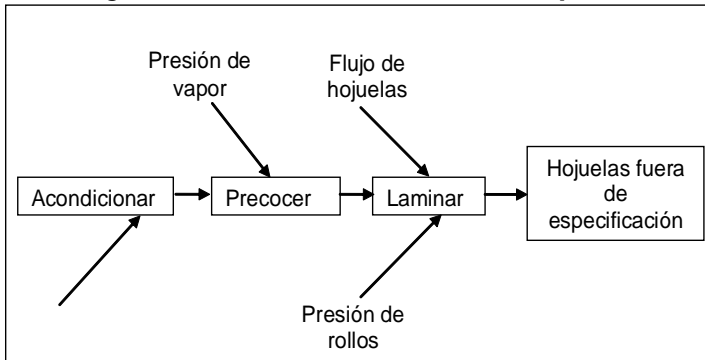 Presión de
vapor
Flujo de
hojuelas
Acondicionar
Precocer
Laminar
Hojuelas fuera
de
especificación
Presión de
rollos